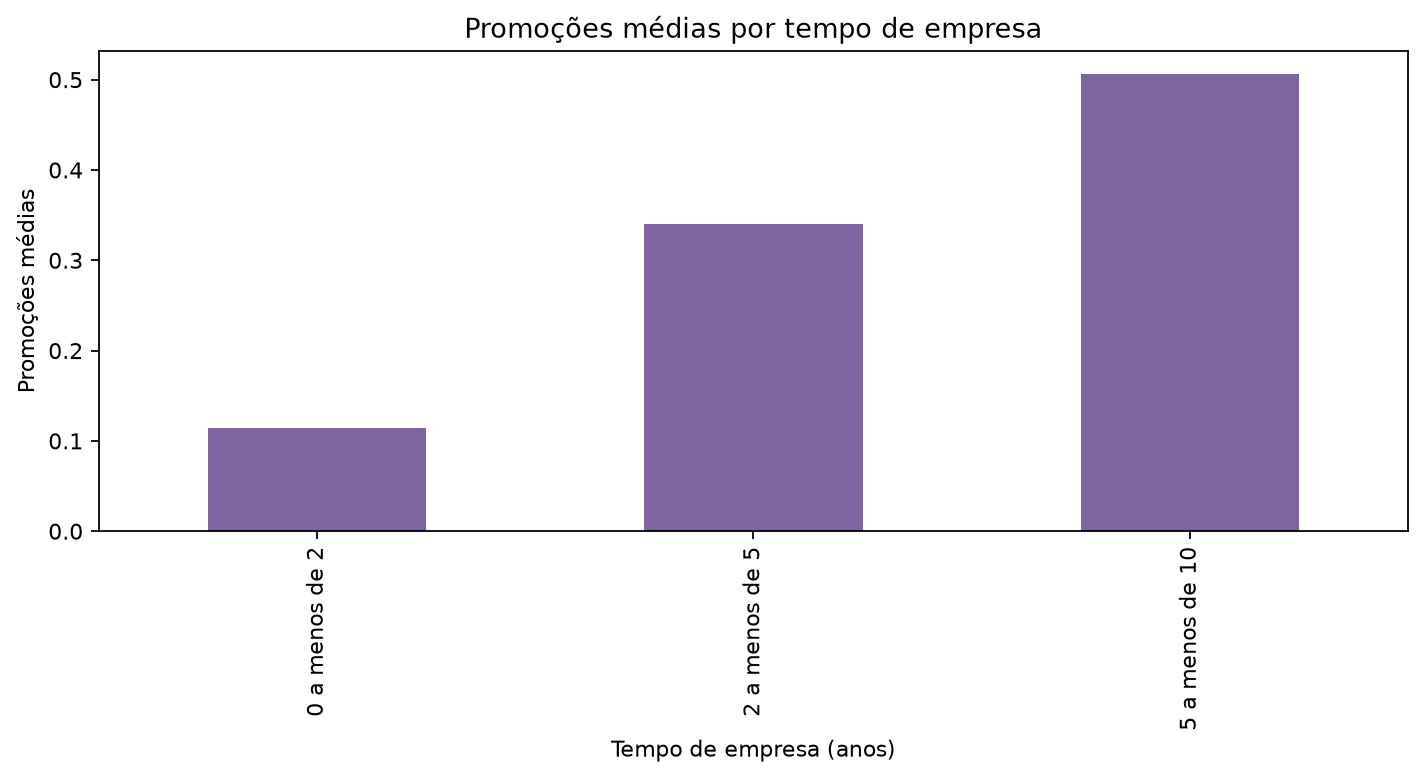 Promoções médias por tempo de empresa
Promoções médias
0.5
0.4
0.3
0.2
0.1
0.0
0 a menos de 2
2 a menos de 5
5 a menos de 10
Tempo de empresa (anos)